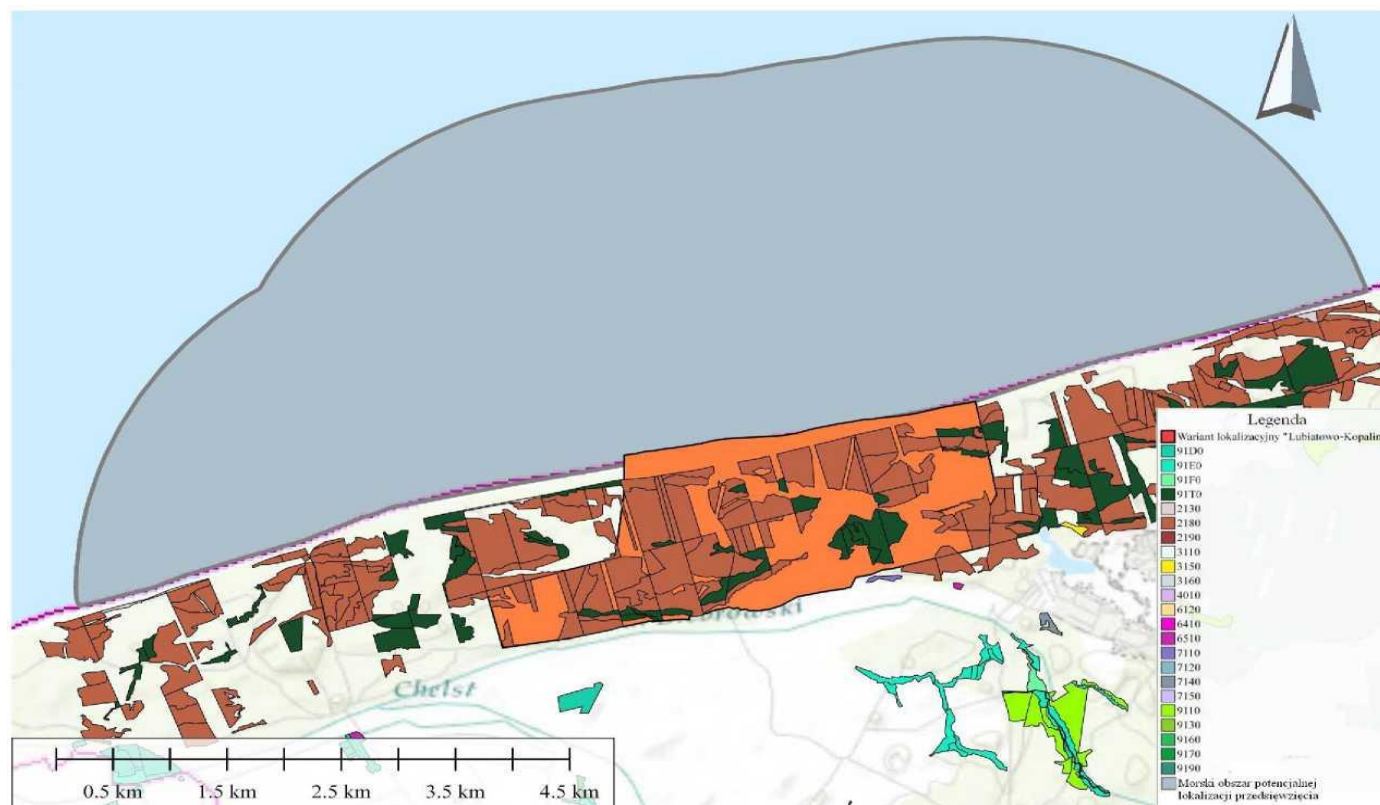 Chełst
0.5 km 1.5 km 2.5 km 3.5 km 4.5 km
Legenda
Wariant lokalizacyjny "Lubiatowo-Kopalin
91D0
91E0
91F0
91T0
2130
2180
2190
3110
3150
3160
4010
6120
6410
6510
7110
7120
7140
7150
9110
9130
9160
9170
9190
Morski obszar potencjalnej
lokalizacji przedsięwzięcia